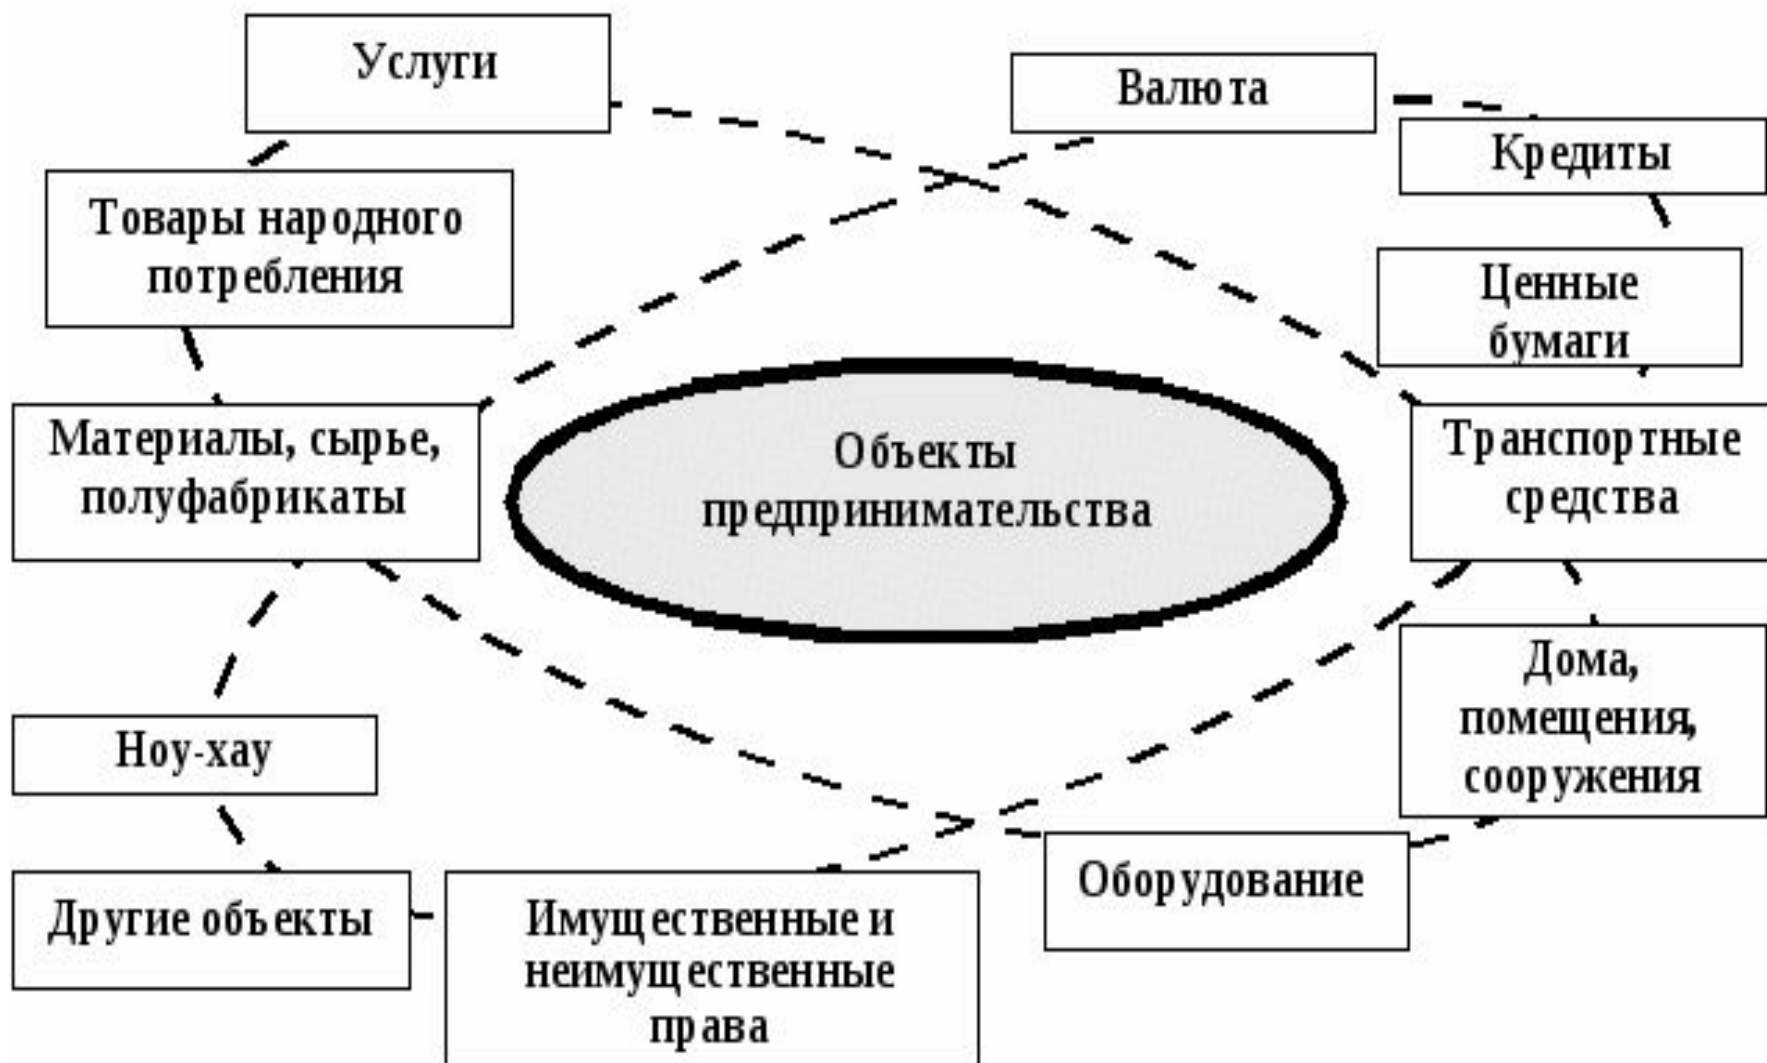 Услуги
Валюта
Кредиты
Товары народного
потребления
Ценные
бумаги
Материалы, сырье,
полуфабрикаты
Объекты
предпринимательства
Транспортные
средства
Дома,
помещения,
сооружения
Ноу-хау
Оборудование
Другие объекты
Имущественные и
неимущественные
права